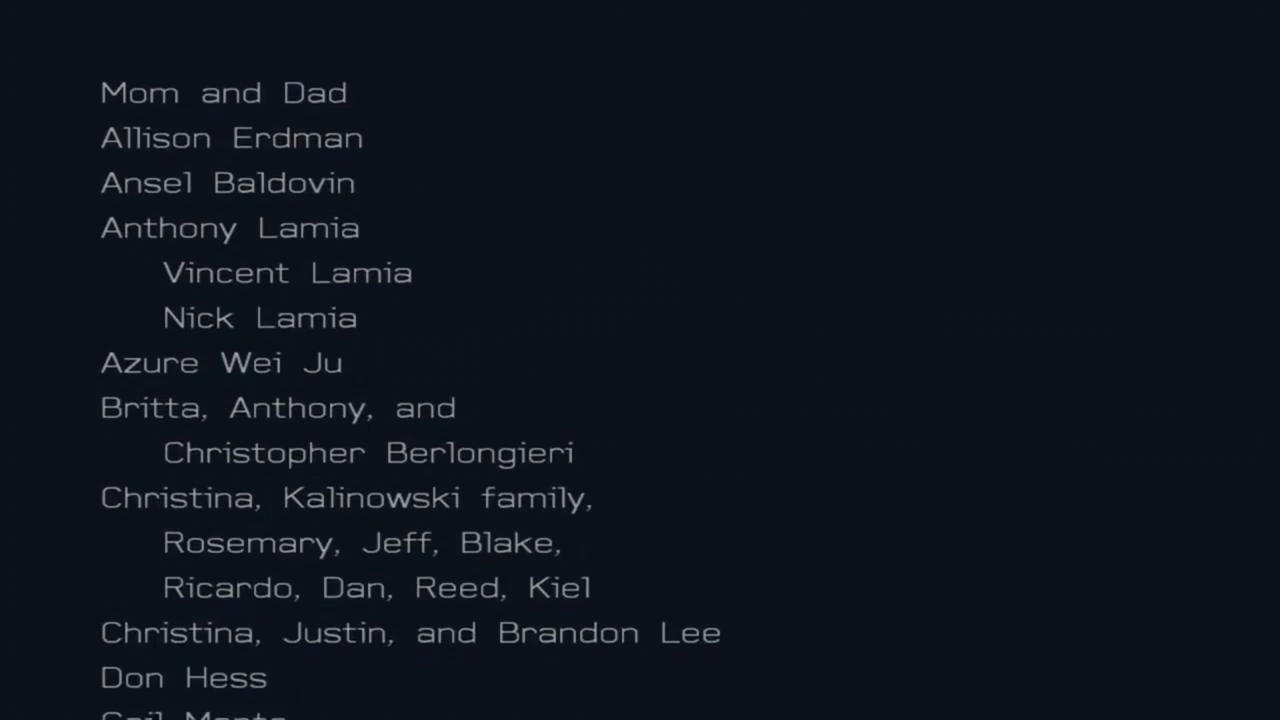 Mom and Dad
Allison Erdman
Ansel Baldovin
Anthony Lamia
Vincent Lamia
Nick Lamia
Azure Wei Ju
Britta, Anthony, and
Christopher Berlongieri
Christina, Kalinowski family,
Rosemary, Jeff, Blake,
Ricardo, Dan, Reed, Kiel
Christina, Justin, and Brandon Lee
Don Hess